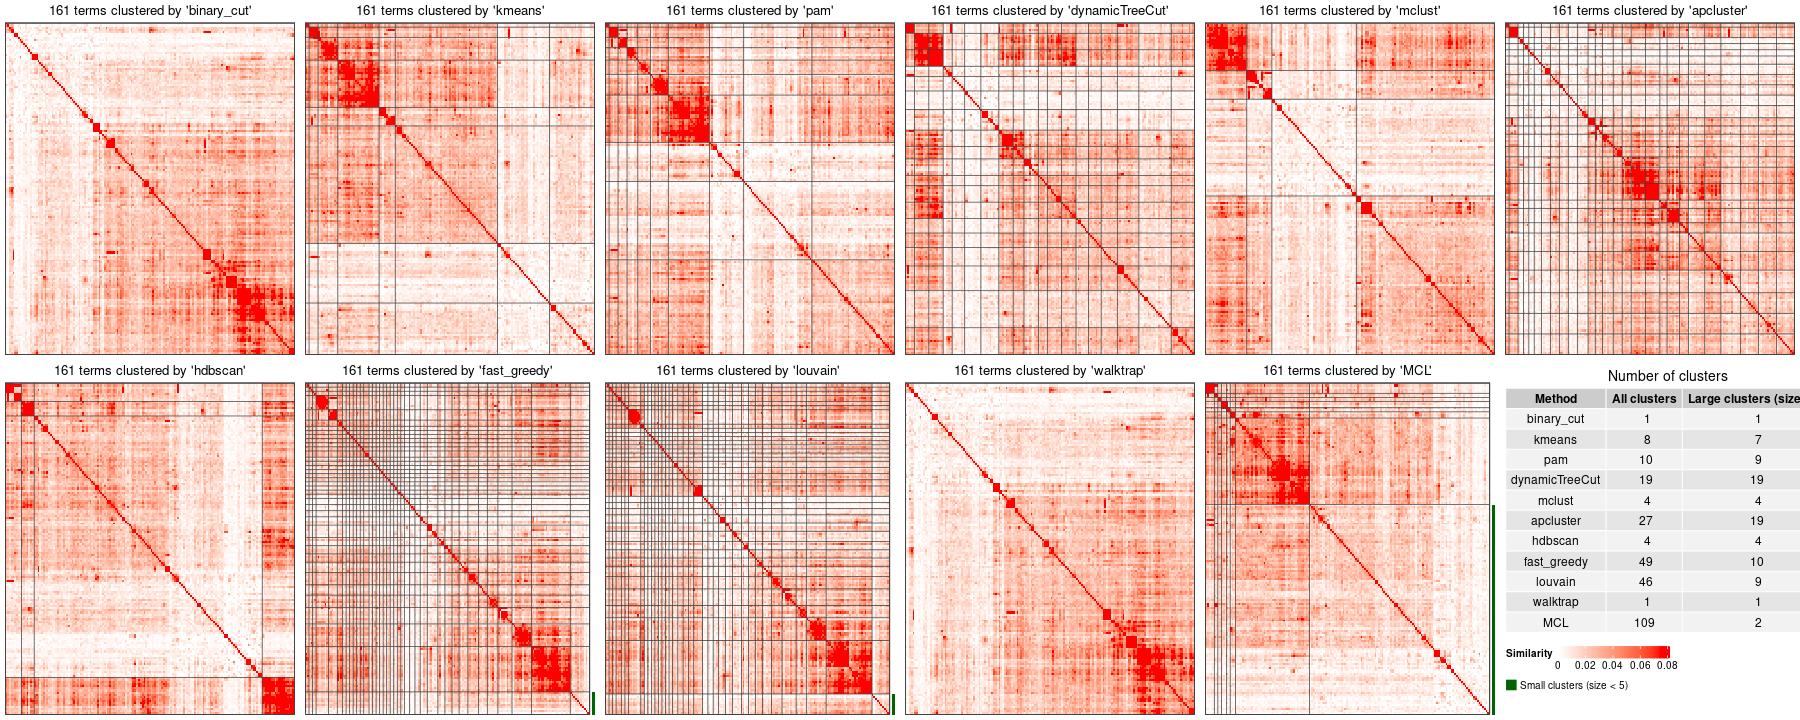 161 terms clustered by 'binary_cut'
161 terms clustered by 'kmeans'
161 terms clustered by 'pam'
161 terms clustered by 'dynamicTreeCut'
161 terms clustered by 'mclust'
161 terms clustered by 'apcluster'
161 terms clustered by 'hdbscan'
161 terms clustered by 'fast_greedy'
161 terms clustered by 'louvain'
161 terms clustered by 'walktrap'
161 terms clustered by 'MCL'
Number of clusters
Method All clusters Large clusters (size
binary_cut 1 1
kmeans 8 7
pam 10 9
dynamicTreeCut 19 19
mclust 4 4
apcluster 27 19
hdbscan 4 4
fast_greedy 49 10
louvain 46 9
walktrap 1 1
MCL 109 2
Similarity
0 0.02 0.04 0.06 0.08
Small clusters (size < 5)